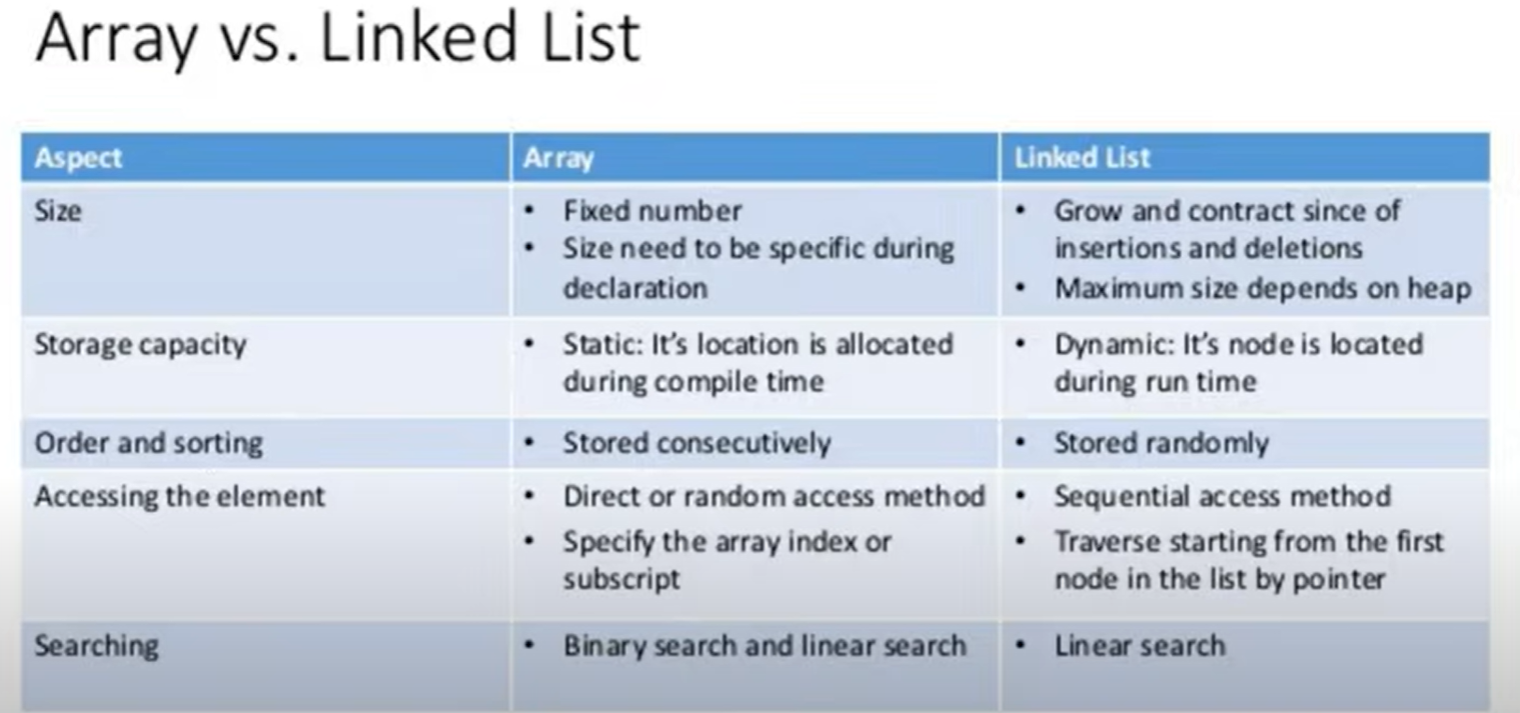 Array vs. Linked List
Aspect
Array
Linked List
Size
• Fixed number
• Size need to be specific during
declaration
• Grow and contract since of
insertions and deletions
• Maximum size depends on heap
Storage capacity
• Static: It's location is allocated
during compile time
• Dynamic: It's node is located
during run time
Order and sorting
• Stored consecutively
• Stored randomly
Accessing the element
• Direct or random access method
• Specify the array index or
subscript
• Sequential access method
• Traverse starting from the first
node in the list by pointer
Searching
• Binary search and linear search
• Linear search